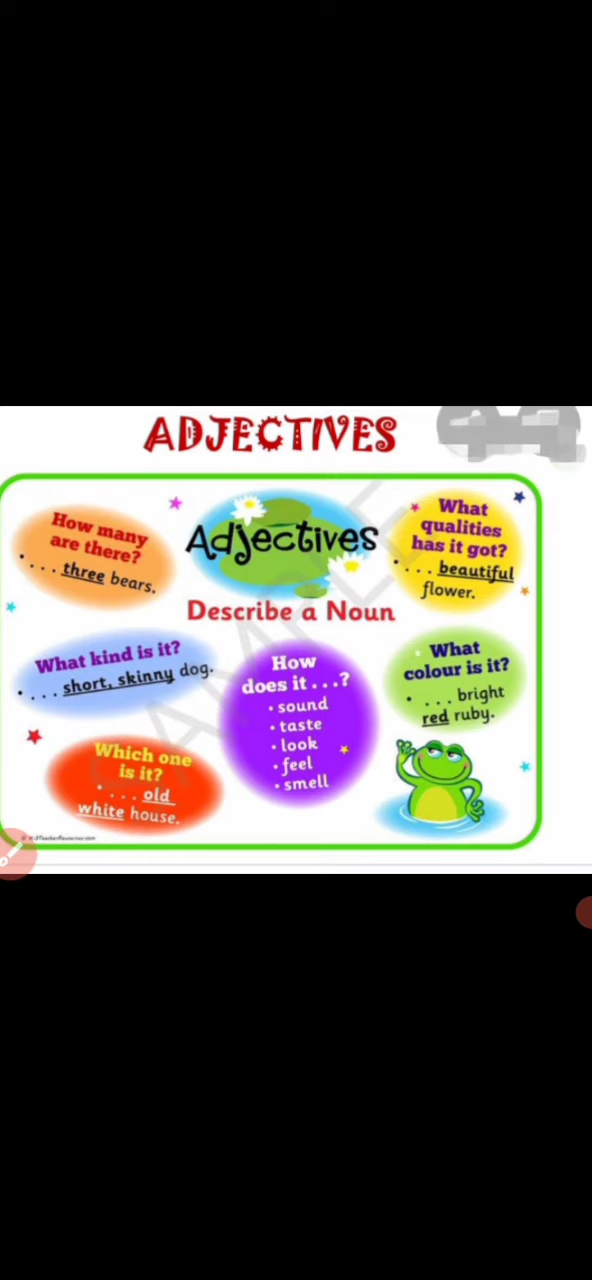 ADJECTIVES
How many
are there?
. . . . three bears.
Adjectives
Describe a Noun
What
qualities
has it got?
. . . . beautiful
flower.
What kind is it?
. . . . short, skinny dog.
How
does it . . . ?
• sound
• taste
• look
• feel
• smell
What
colour is it?
• . . . bright
red ruby.
Which one
is it?
• . . . old
white house.
SAMPLE